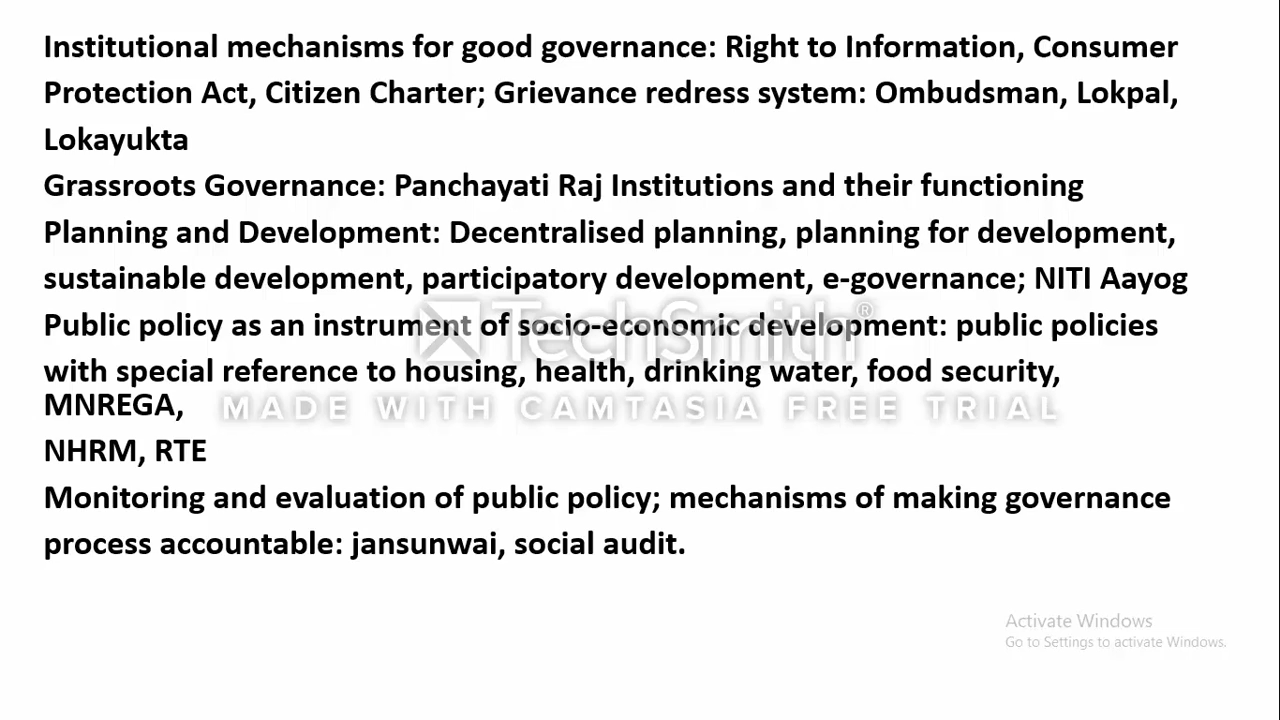 Institutional mechanisms for good governance: Right to Information, Consumer
Protection Act, Citizen Charter; Grievance redress system: Ombudsman, Lokpal,
Lokayukta
Grassroots Governance: Panchayati Raj Institutions and their functioning
Planning and Development: Decentralised planning, planning for development,
sustainable development, participatory development, e-governance; NITI Aayog
Public policy as an instrument of socio-economic development: public policies
with special reference to housing, health, drinking water, food security,
MNREGA,
NHRM, RTE
Monitoring and evaluation of public policy; mechanisms of making governance
process accountable: jansunwai, social audit.
TechSmith®
MADE WITH CAMTASIA FREE TRIAL
Activate Windows
Go to Settings to activate Windows.